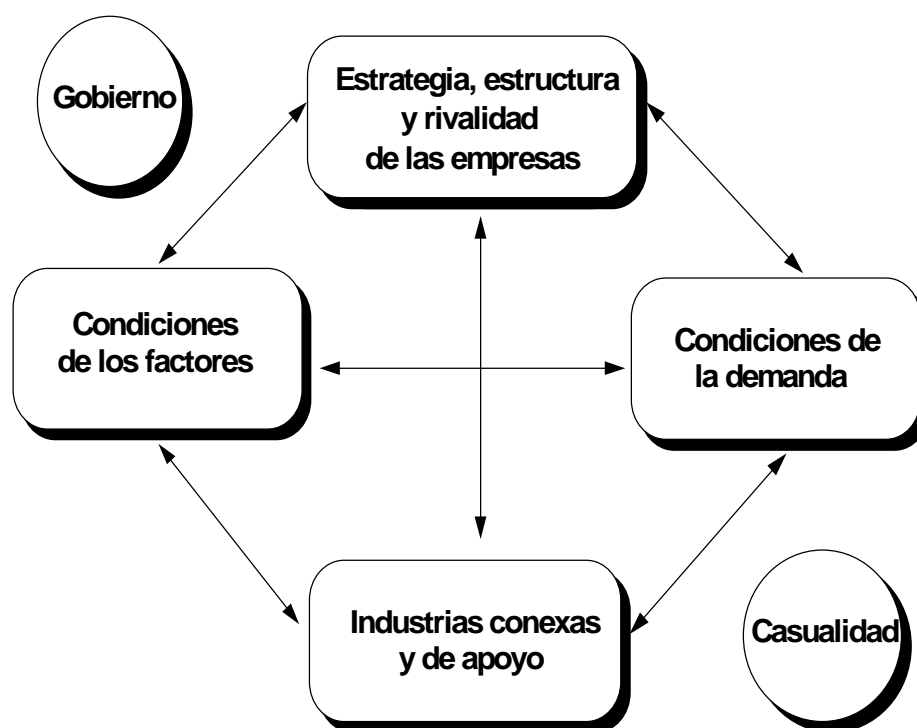 Gobierno
Estrategia, estructura
y rivalidad
de las empresas
Condiciones
de los factores
Condiciones de
la demanda
Industrias conexas
y de apoyo
Casualidad